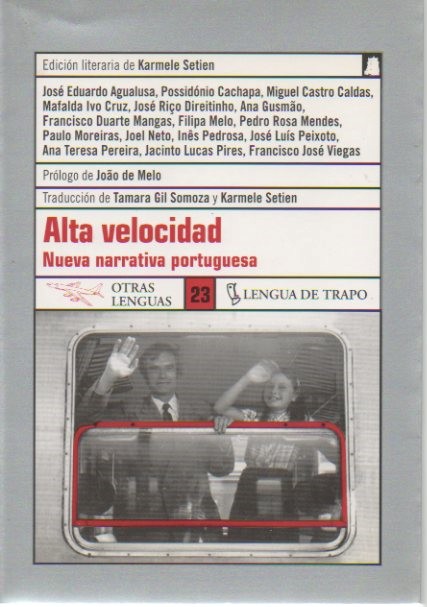 Edición literaria de Karmele Setien
José Eduardo Agualusa, Possidónio Cachapa, Miguel Castro Caldas,
Mafalda Ivo Cruz, José Riço Direitinho, Ana Gusmão,
Francisco Duarte Mangas, Filipa Melo, Pedro Rosa Mendes,
Paulo Moreiras, Joel Neto, Inês Pedrosa, José Luís Peixoto,
Ana Teresa Pereira, Jacinto Lucas Pires, Francisco José Viegas
Prólogo de João de Melo
Traducción de Tamara Gil Somoza y Karmele Setien
Alta velocidad
Nueva narrativa portuguesa
OTRAS
LENGUAS
23
LENGUA DE TRAPO